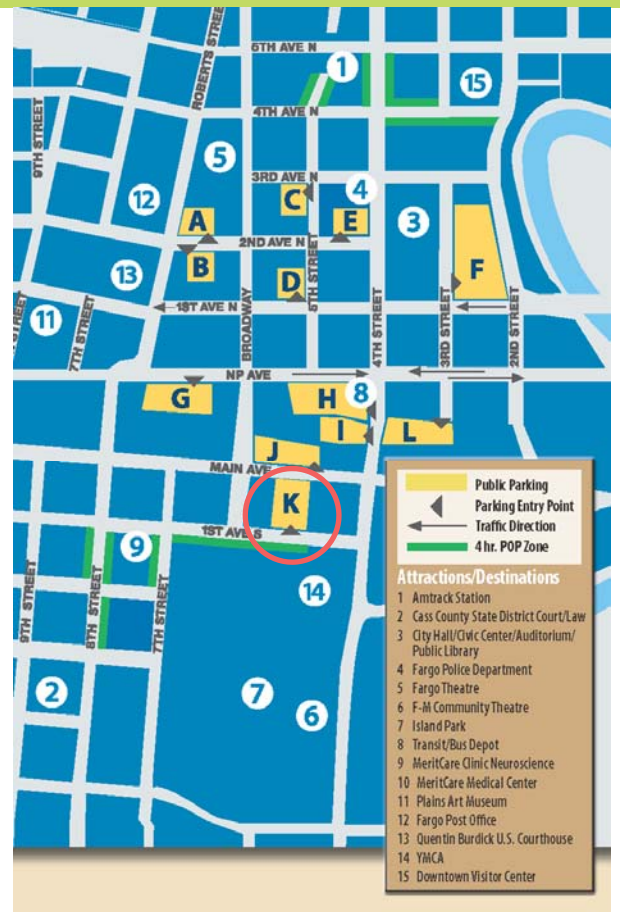 5TH AVE N
ROBERTS STREET
1
15
9TH STREET
4TH AVE N
5
3RD AVE N
12
A
C
4
E
3
F
2ND AVE N
13
B
D
5TH STREET
1ST AVE N
11
7TH STREET
BROADWAY
4TH STREET
3RD STREET
2ND STREET
NP AVE
G
H
8
I
L
J
MAIN AVE
K
1ST AVE S
9
14
9TH STREET
8TH STREET
7TH STREET
2
7
6
Public Parking
Parking Entry Point
Traffic Direction
4 hr. POP Zone
Attractions/Destinations
1 Amtrack Station
2 Cass County State District Court/Law
3 City Hall/Civic Center/Auditorium/
Public Library
4 Fargo Police Department
5 Fargo Theatre
6 F-M Community Theatre
7 Island Park
8 Transit/Bus Depot
9 MeritCare Clinic Neuroscience
10 MeritCare Medical Center
11 Plains Art Museum
12 Fargo Post Office
13 Quentin Burdick U.S. Courthouse
14 YMCA
15 Downtown Visitor Center